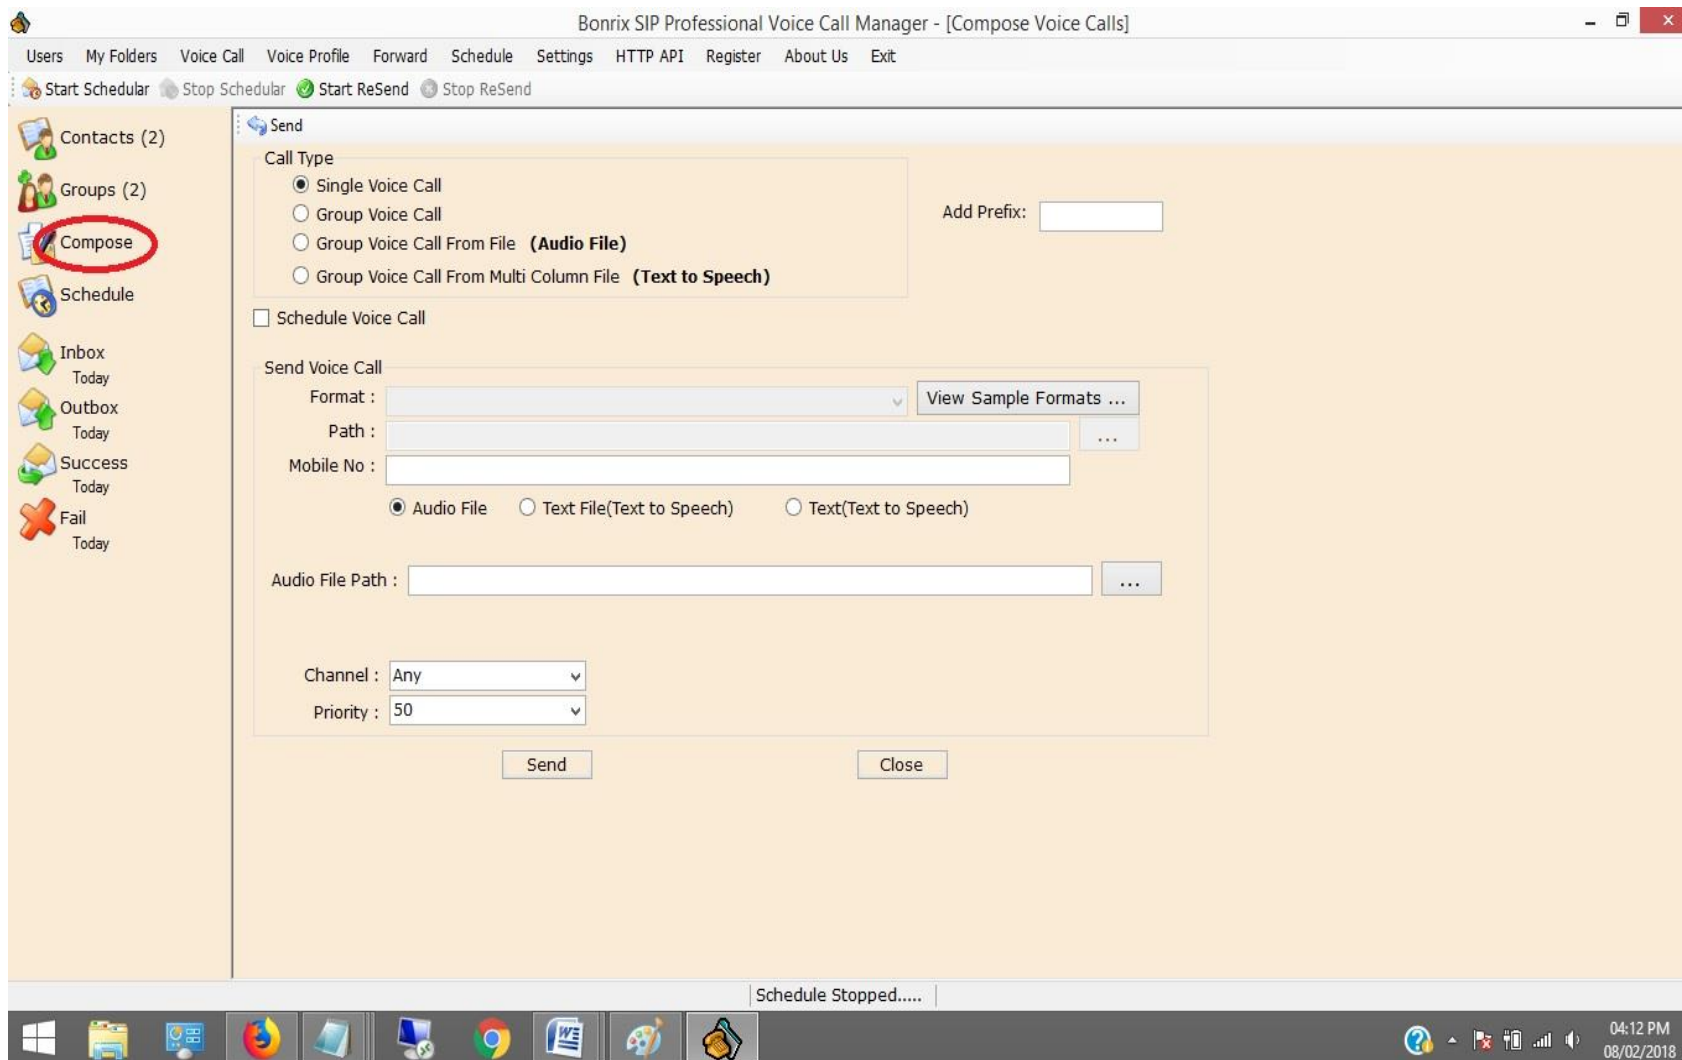 Bonrix SIP Professional Voice Call Manager - [Compose Voice Calls]
Users My Folders Voice Call Voice Profile Forward Schedule Settings HTTP API Register About Us Exit
Start Schedular Stop Schedular Start ReSend Stop ReSend
Contacts (2)
Groups (2)
Compose
Schedule
Inbox
Today
Outbox
Today
Success
Today
Fail
Today
Send
Call Type
Single Voice Call
Group Voice Call
Group Voice Call From File (Audio File)
Group Voice Call From Multi Column File (Text to Speech)
Add Prefix:
Schedule Voice Call
Send Voice Call
Format :
View Sample Formats ...
Path :
...
Mobile No :
Audio File Text File(Text to Speech) Text(Text to Speech)
Audio File Path :
...
Channel : Any
Priority : 50
Send Close
Schedule Stopped.....
04:12 PM
08/02/2018